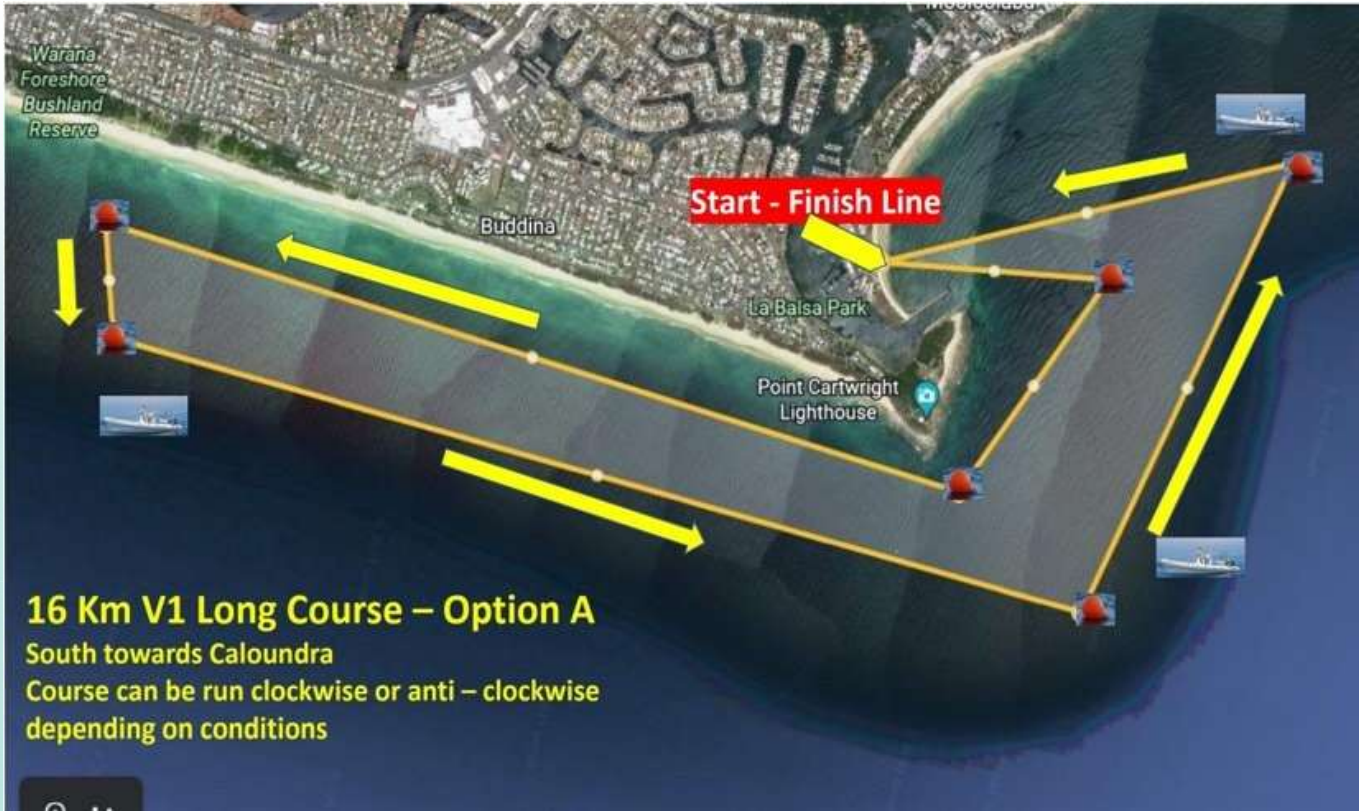 Mooloolaba
Warana
Foreshore
Bushland
Reserve
Start - Finish Line
Buddina
La Balsa Park
Point Cartwright
Lighthouse
16 Km V1 Long Course – Option A
South towards Caloundra
Course can be run clockwise or anti – clockwise
depending on conditions